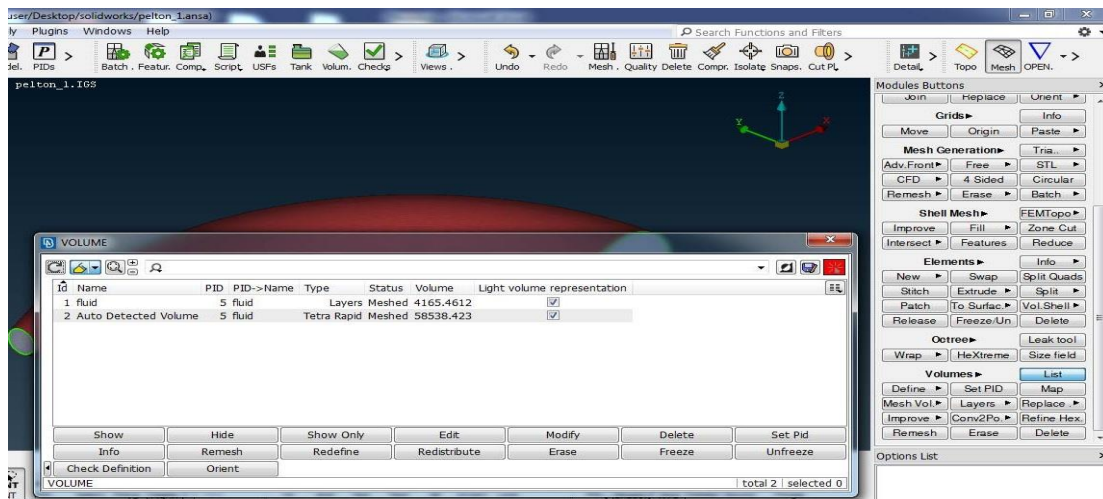 user/Desktop/solidworks/pelton_1.ansa)
ly Plugins Windows Help
Search Functions and Filters
del. PIDs Batch . Featur. Comp. Script. USFs Tank Volum. Checks Views . Undo Redo Mesh . Quality Delete Compr. Isolate Snaps. Cut PL Detail. Topo Mesh OPEN.
pelton_1.IGS
Z
Y
X
VOLUME
Id Name PID PID->Name Type Status Volume Light volume representation
1 fluid 5 fluid Layers Meshed 4165.4612
2 Auto Detected Volume 5 fluid Tetra Rapid Meshed 58538.423
Show Hide Show Only Edit Modify Delete Set Pid
Info Remesh Redefine Redistribute Erase Freeze Unfreeze
Check Definition Orient
VOLUME total 2 selected 0
Modules Buttons
Join Replace Orient
Grids Info
Move Origin Paste
Mesh Generation Tria..
Adv.Front Free STL
CFD 4 Sided Circular
Remesh Erase Batch
Shell Mesh FEMTopo
Improve Fill Zone Cut
Intersect Features Reduce
Elements Info
New Swap Split Quads
Stitch Extrude Split
Patch To Surfac. Vol.Shell
Release Freeze/Un Delete
Octree Leak tool
Wrap HeXtreme Size field
Volumes List
Define Set PID Map
Mesh Vol. Layers Replace .
Improve Conv2Po. Refine Hex.
Remesh Erase Delete
Options List